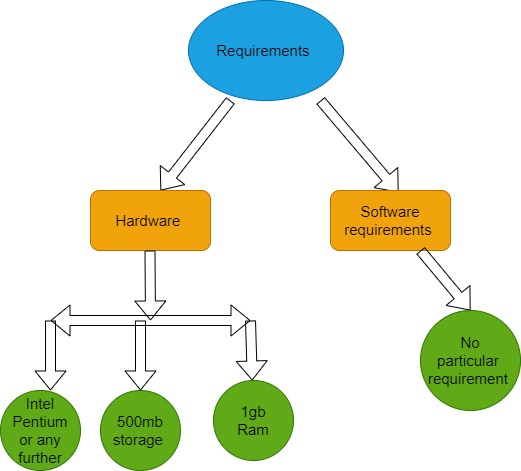 Requirements
Hardware
Software
requirements
No
particular
requirement
Intel
Pentium
or any
further
500mb
storage
1gb
Ram